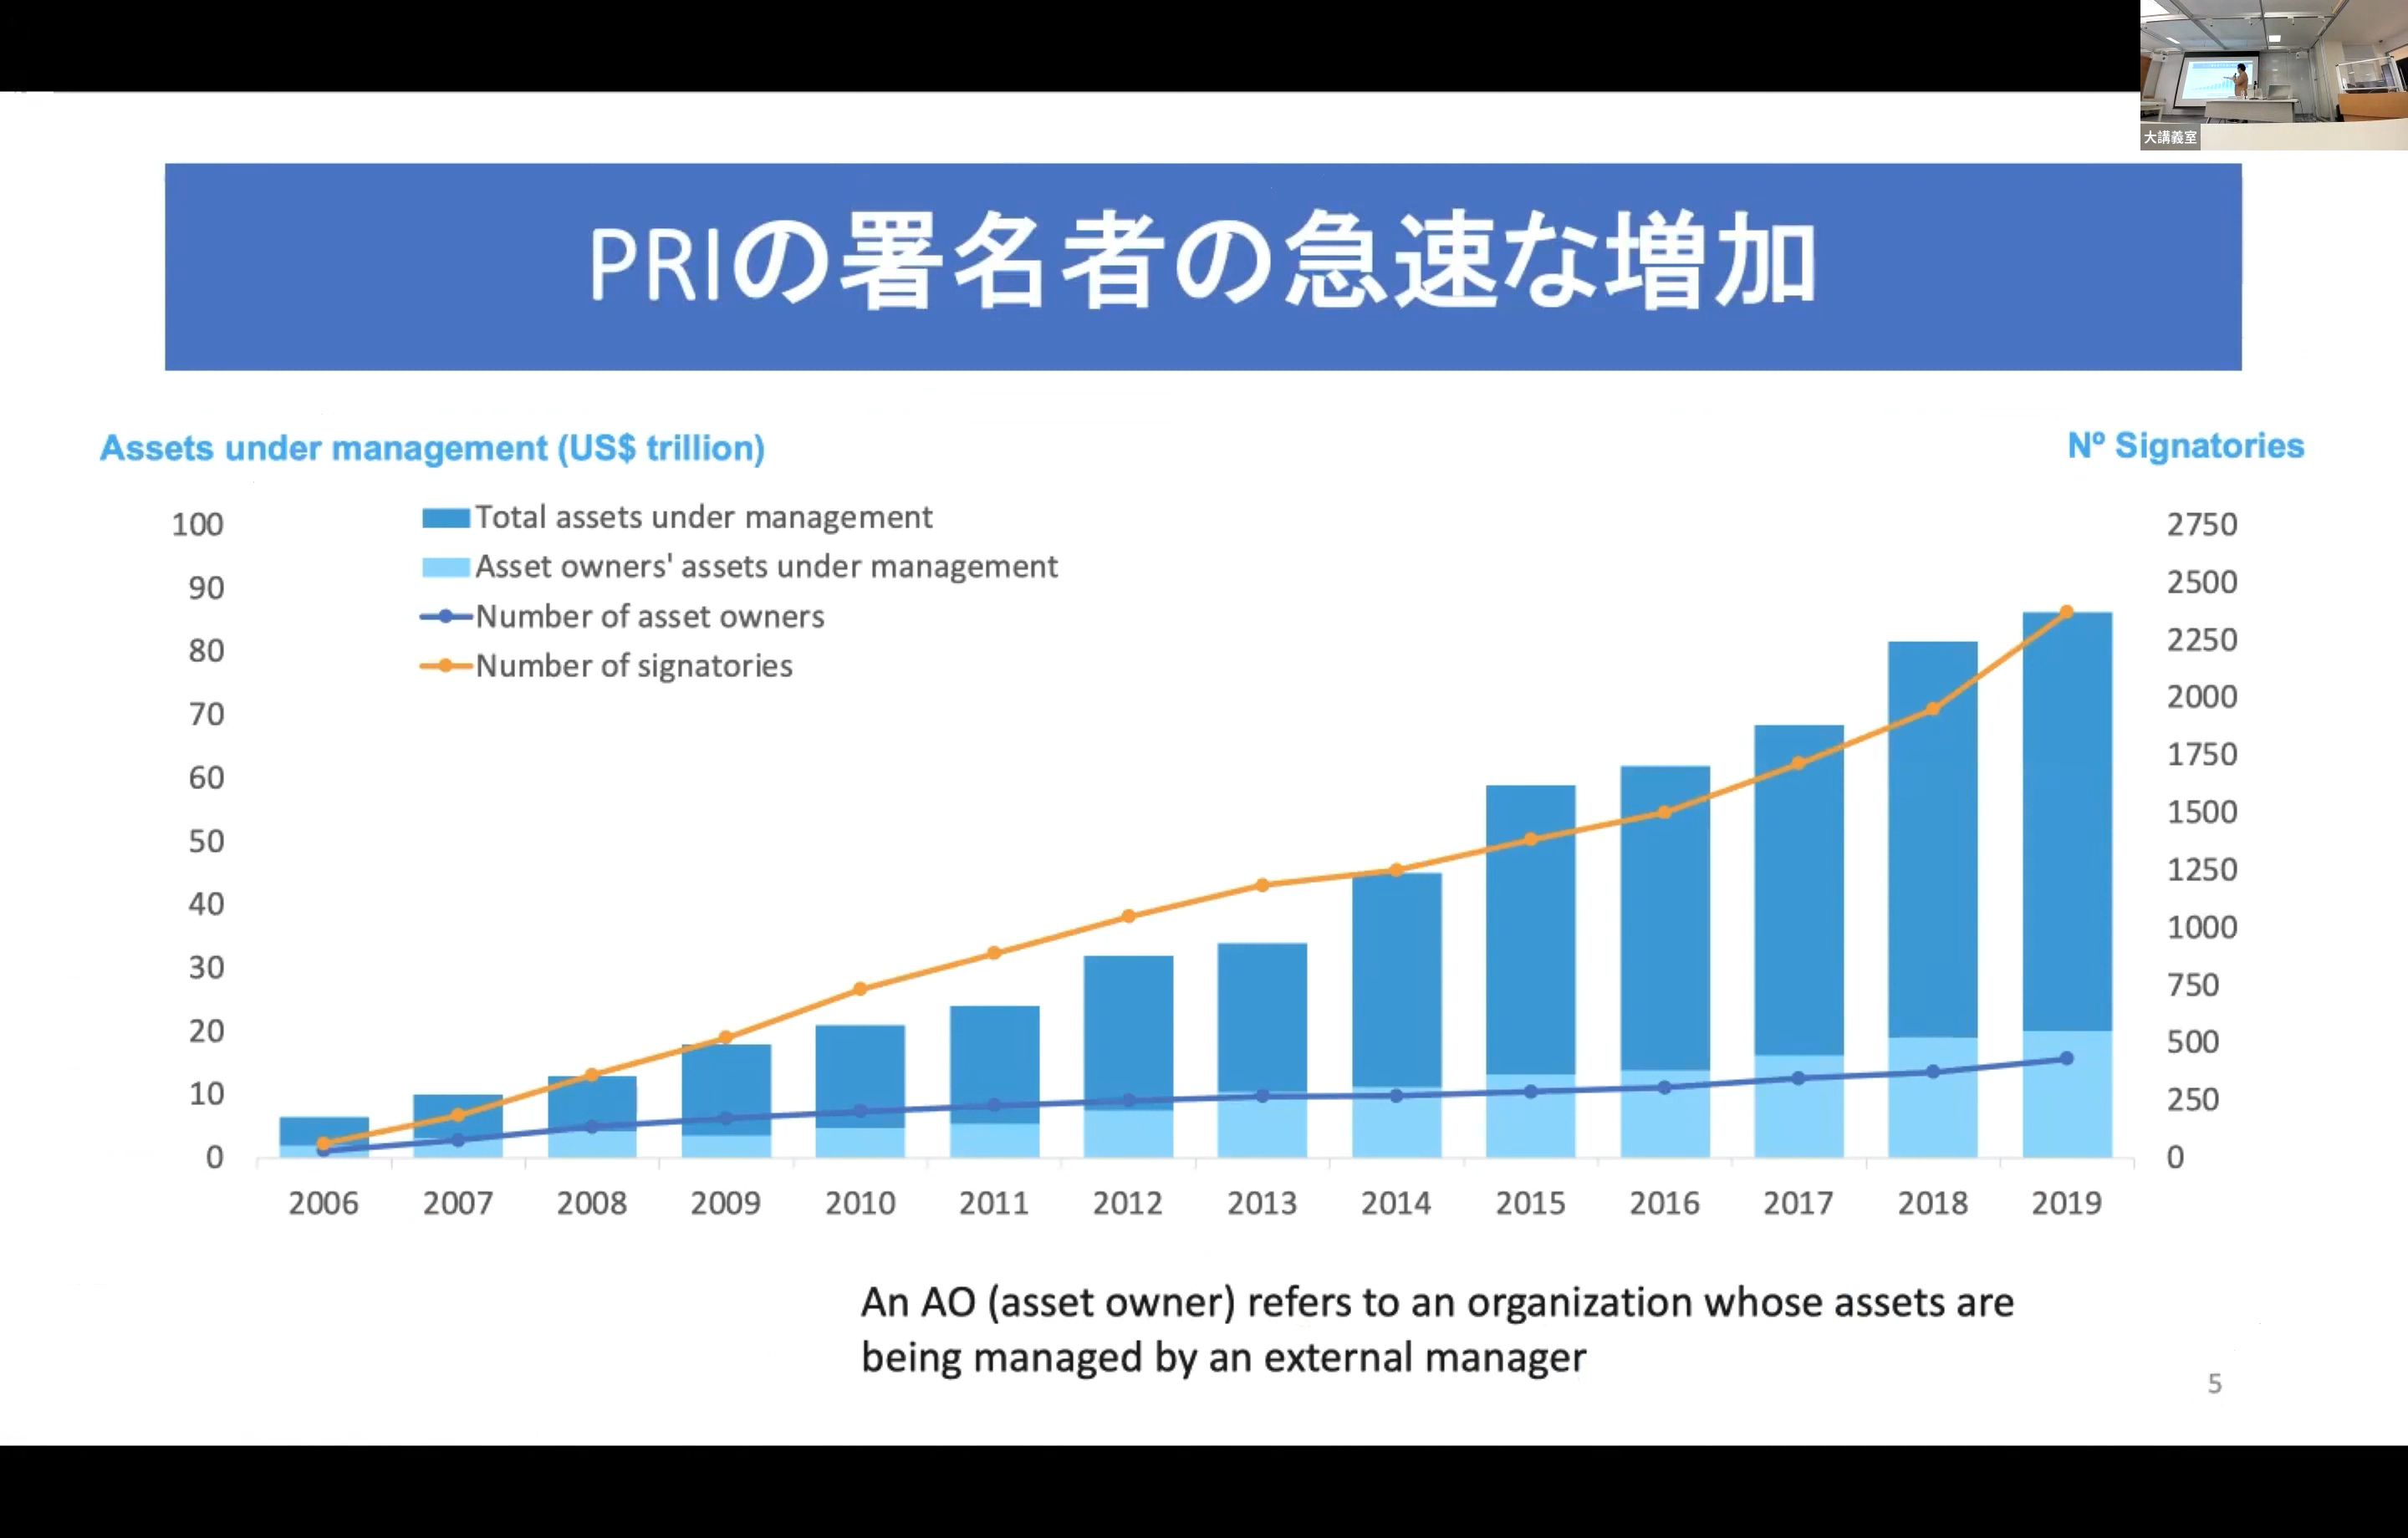 大講義室
PRIの署名者の急速な増加
Assets under management (US$ trillion)
Nº Signatories
Total assets under management
Asset owners' assets under management
Number of asset owners
Number of signatories
100
90
80
70
60
50
40
30
20
10
0
2750
2500
2250
2000
1750
1500
1250
1000
750
500
250
0
2006 2007 2008 2009 2010 2011 2012 2013 2014 2015 2016 2017 2018 2019
An AO (asset owner) refers to an organization whose assets are
being managed by an external manager
5